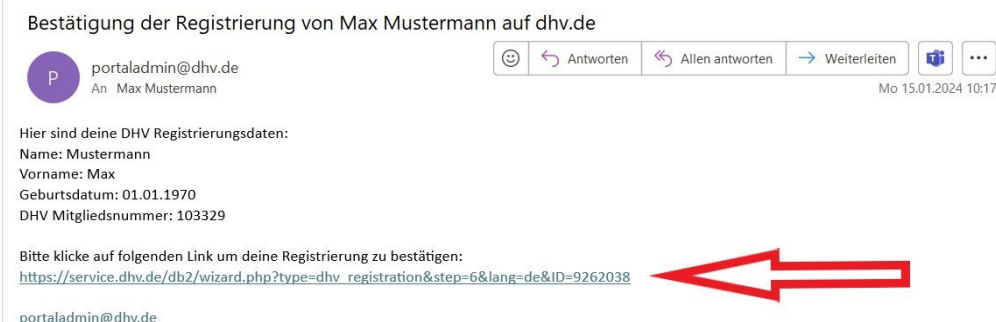 Bestätigung der Registrierung von Max Mustermann auf dhv.de
P
portaladmin@dhv.de
An Max Mustermann
Antworten
Allen antworten
Weiterleiten
Mo 15.01.2024 10:17
Hier sind deine DHV Registrierungsdaten:
Name: Mustermann
Vorname: Max
Geburtsdatum: 01.01.1970
DHV Mitgliedsnummer: 103329
Bitte klicke auf folgenden Link um deine Registrierung zu bestätigen:
https://service.dhv.de/db2/wizard.php?type=dhv_registration&step=6&lang=de&ID=9262038
portaladmin@dhv.de